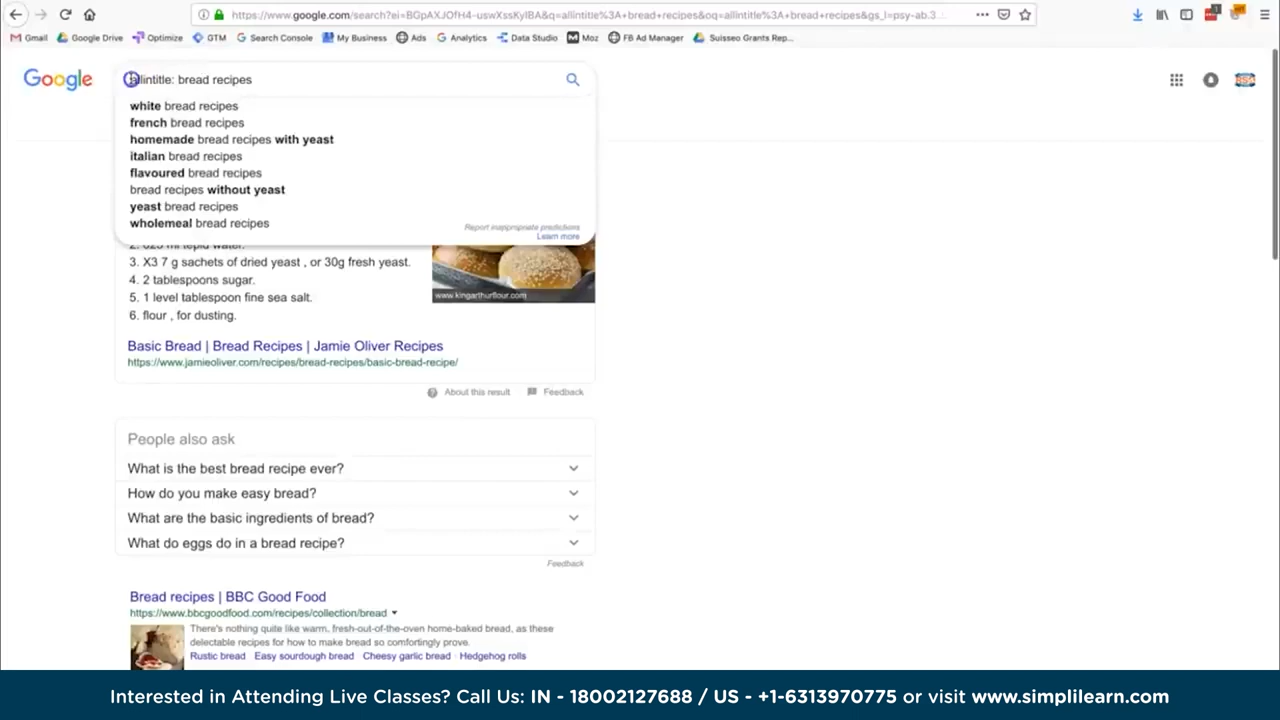 https://www.google.com/search?ei=BGpAXJOfH4-uswXssKyIBA&q=allintitle%3A+bread+recipes&oq=allintitle%3A+bread+recipes&gs_l=psy-ab.3...
Gmail Google Drive Optimize GTM Search Console My Business Ads Analytics Data Studio Moz FB Ad Manager Suisseo Grants Rep...
Google
allintitle: bread recipes
white bread recipes
french bread recipes
homemade bread recipes with yeast
italian bread recipes
flavoured bread recipes
bread recipes without yeast
yeast bread recipes
wholemeal bread recipes
Report inappropriate predictions
Learn more
2. 625 ml tepid water.
3. X3 7 g sachets of dried yeast , or 30g fresh yeast.
4. 2 tablespoons sugar.
5. 1 level tablespoon fine sea salt.
6. flour , for dusting.
www.kingarthurflour.com
Basic Bread | Bread Recipes | Jamie Oliver Recipes
https://www.jamieoliver.com/recipes/bread-recipes/basic-bread-recipe/
About this result Feedback
People also ask
What is the best bread recipe ever?
How do you make easy bread?
What are the basic ingredients of bread?
What do eggs do in a bread recipe?
Feedback
Bread recipes | BBC Good Food
https://www.bbcgoodfood.com/recipes/collection/bread
There's nothing quite like warm, fresh-out-of-the-oven home-baked bread, as these
delectable recipes for how to make bread so comfortingly prove.
Rustic bread Easy sourdough bread Cheesy garlic bread · Hedgehog rolls
Interested in Attending Live Classes? Call Us: IN - 18002127688 / US - +1-6313970775 or visit www.simplilearn.com